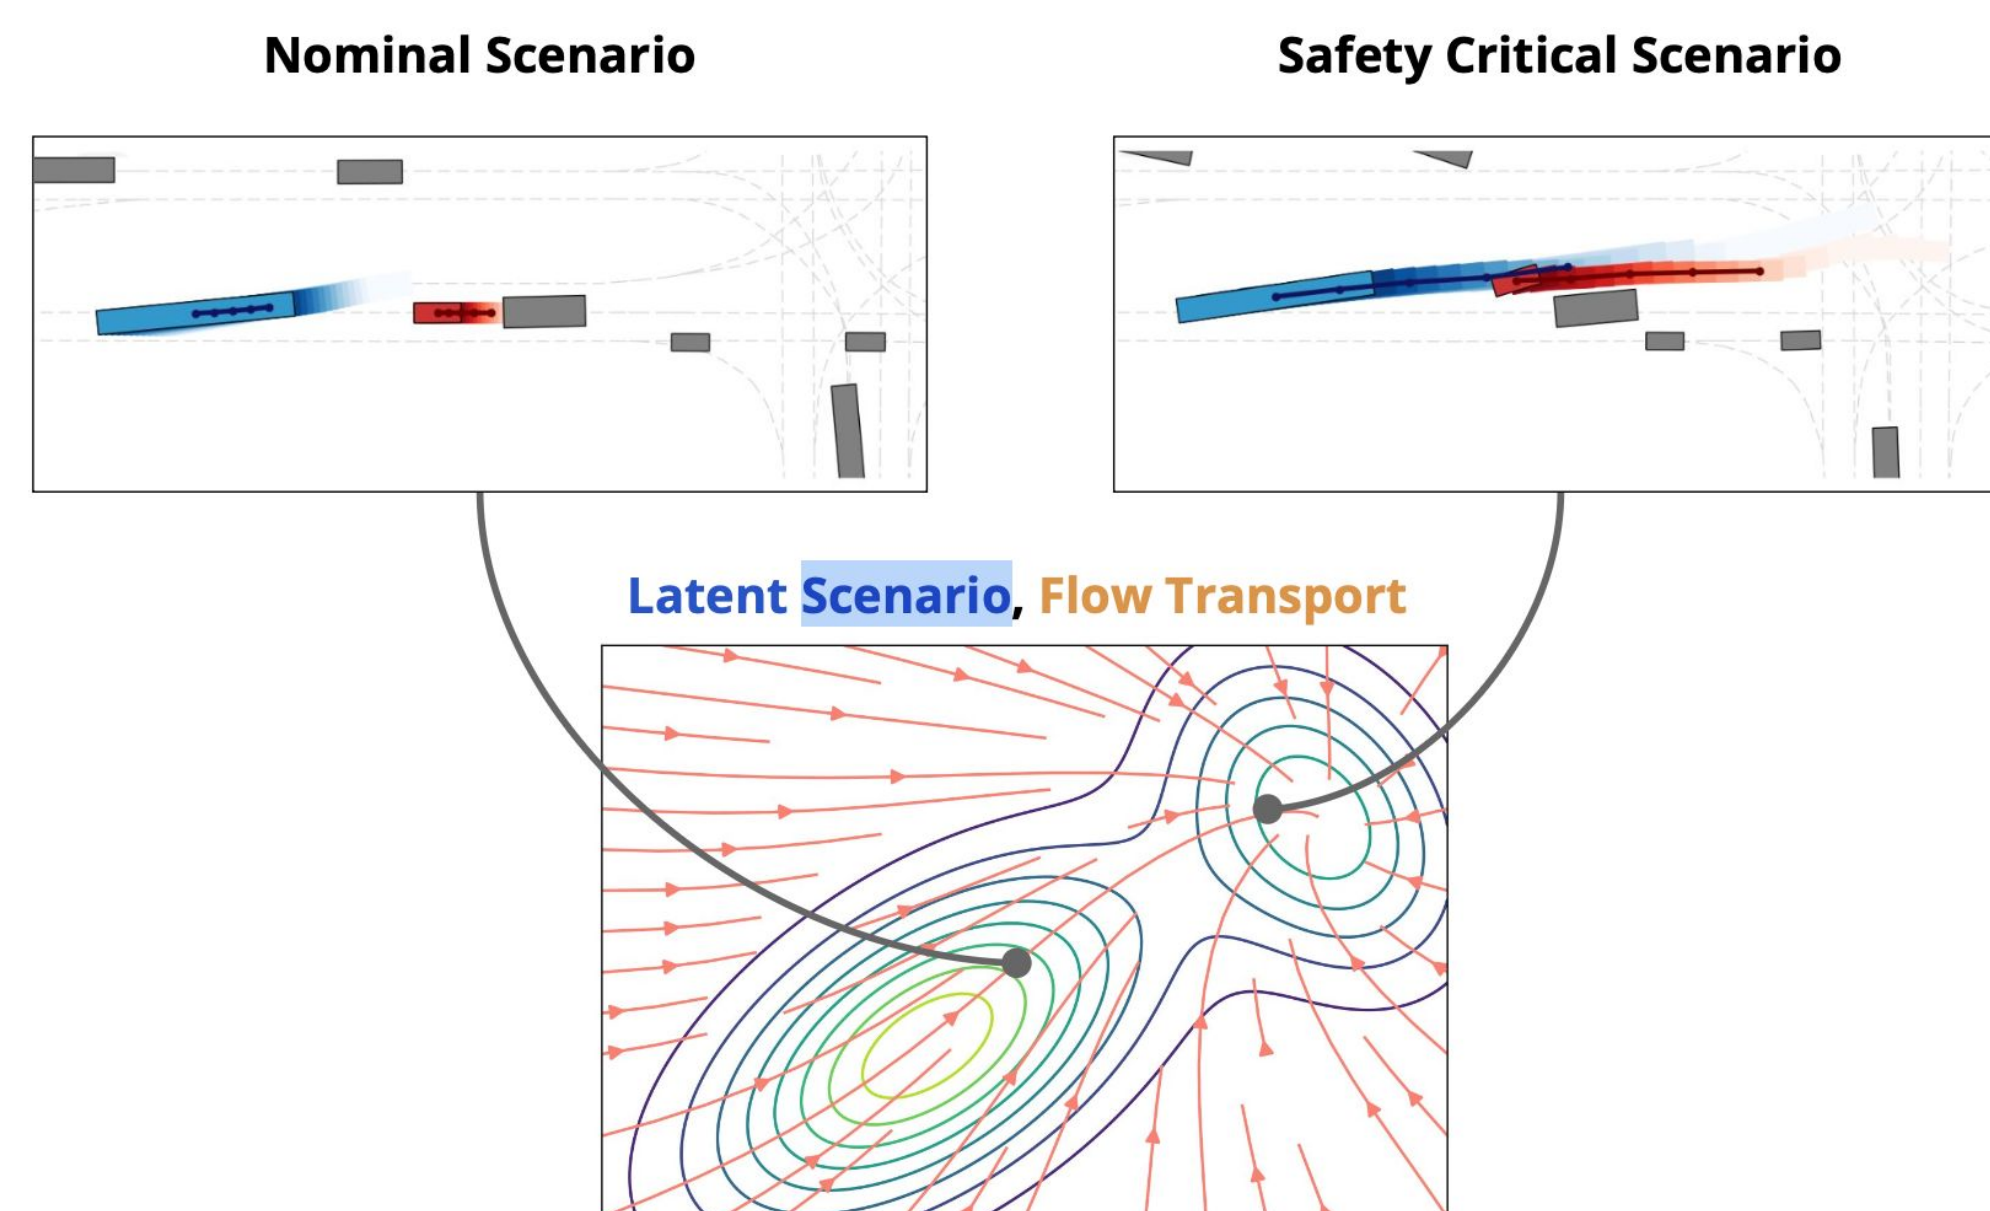 Nominal Scenario
Safety Critical Scenario
Latent Scenario, Flow Transport